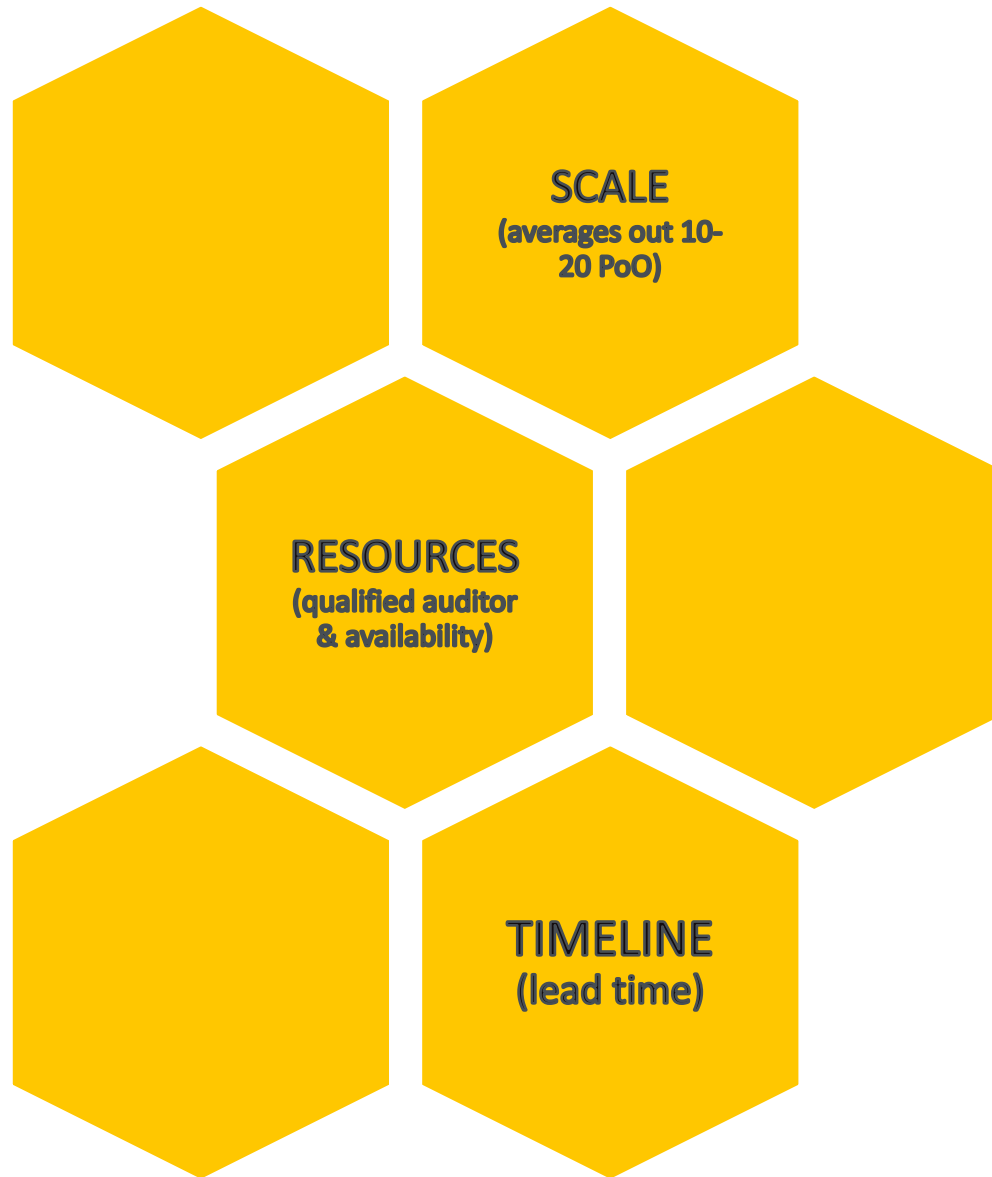 SCALE
(averages out 10-
20 PoO)
RESOURCES
(qualified auditor
& availability)
TIMELINE
(lead time)